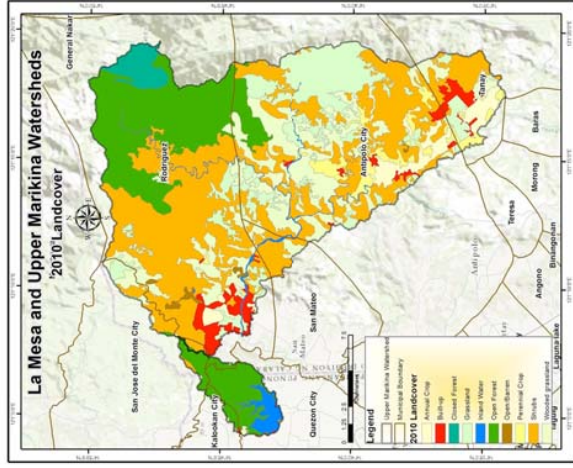 La Mesa and Upper Marikina Watersheds
2010 Landcover
General Nakar
San Jose del Monte City
Rodriguez
Kalookan City
Quezon City
San Mateo
San Mateo
Antipolo City
Antipolo
Tanay
Baras
Morong
Teresa
Binangonan
Angono
Legend
Upper Marikina Watershed
Municipal Boundary
2010 Landcover
Annual Crop
Built-up
Closed Forest
Grassland
Inland Water
Open Forest
Open/Barren
Perennial Crop
Shrubs
Wooded grassland